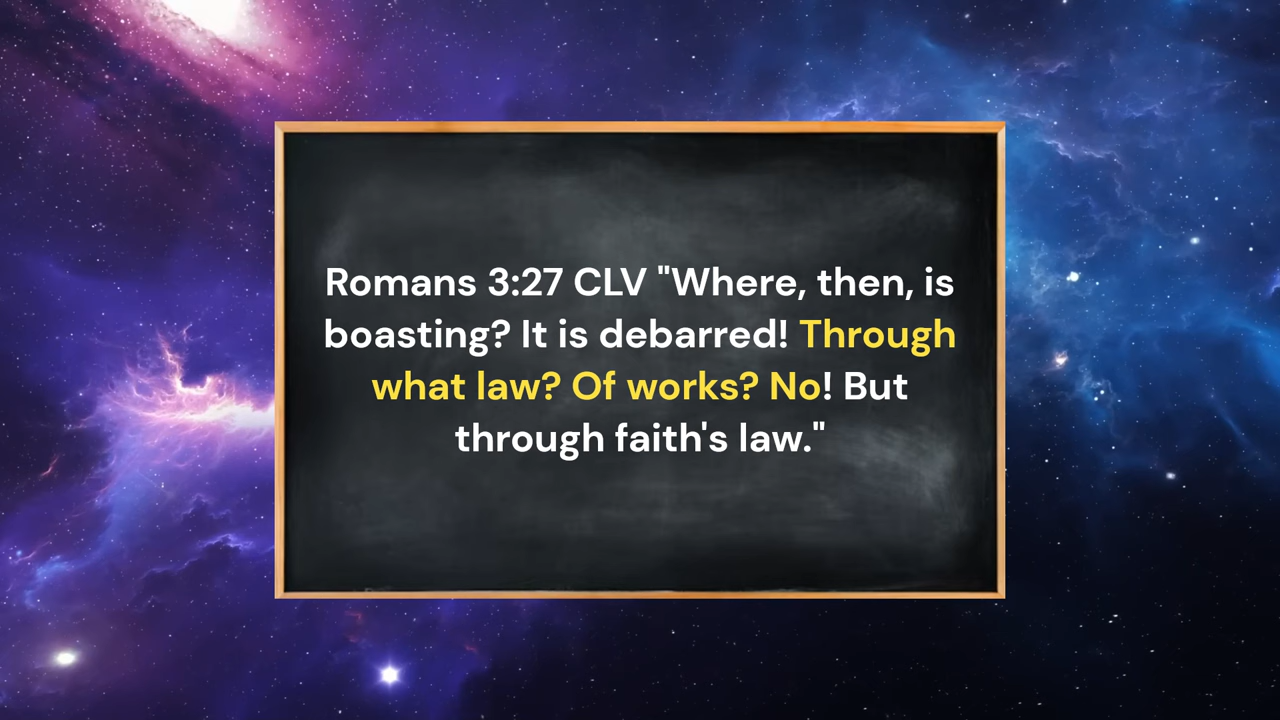 Romans 3:27 CLV "Where, then, is
boasting? It is debarred! Through
what law? Of works? No! But
through faith's law."